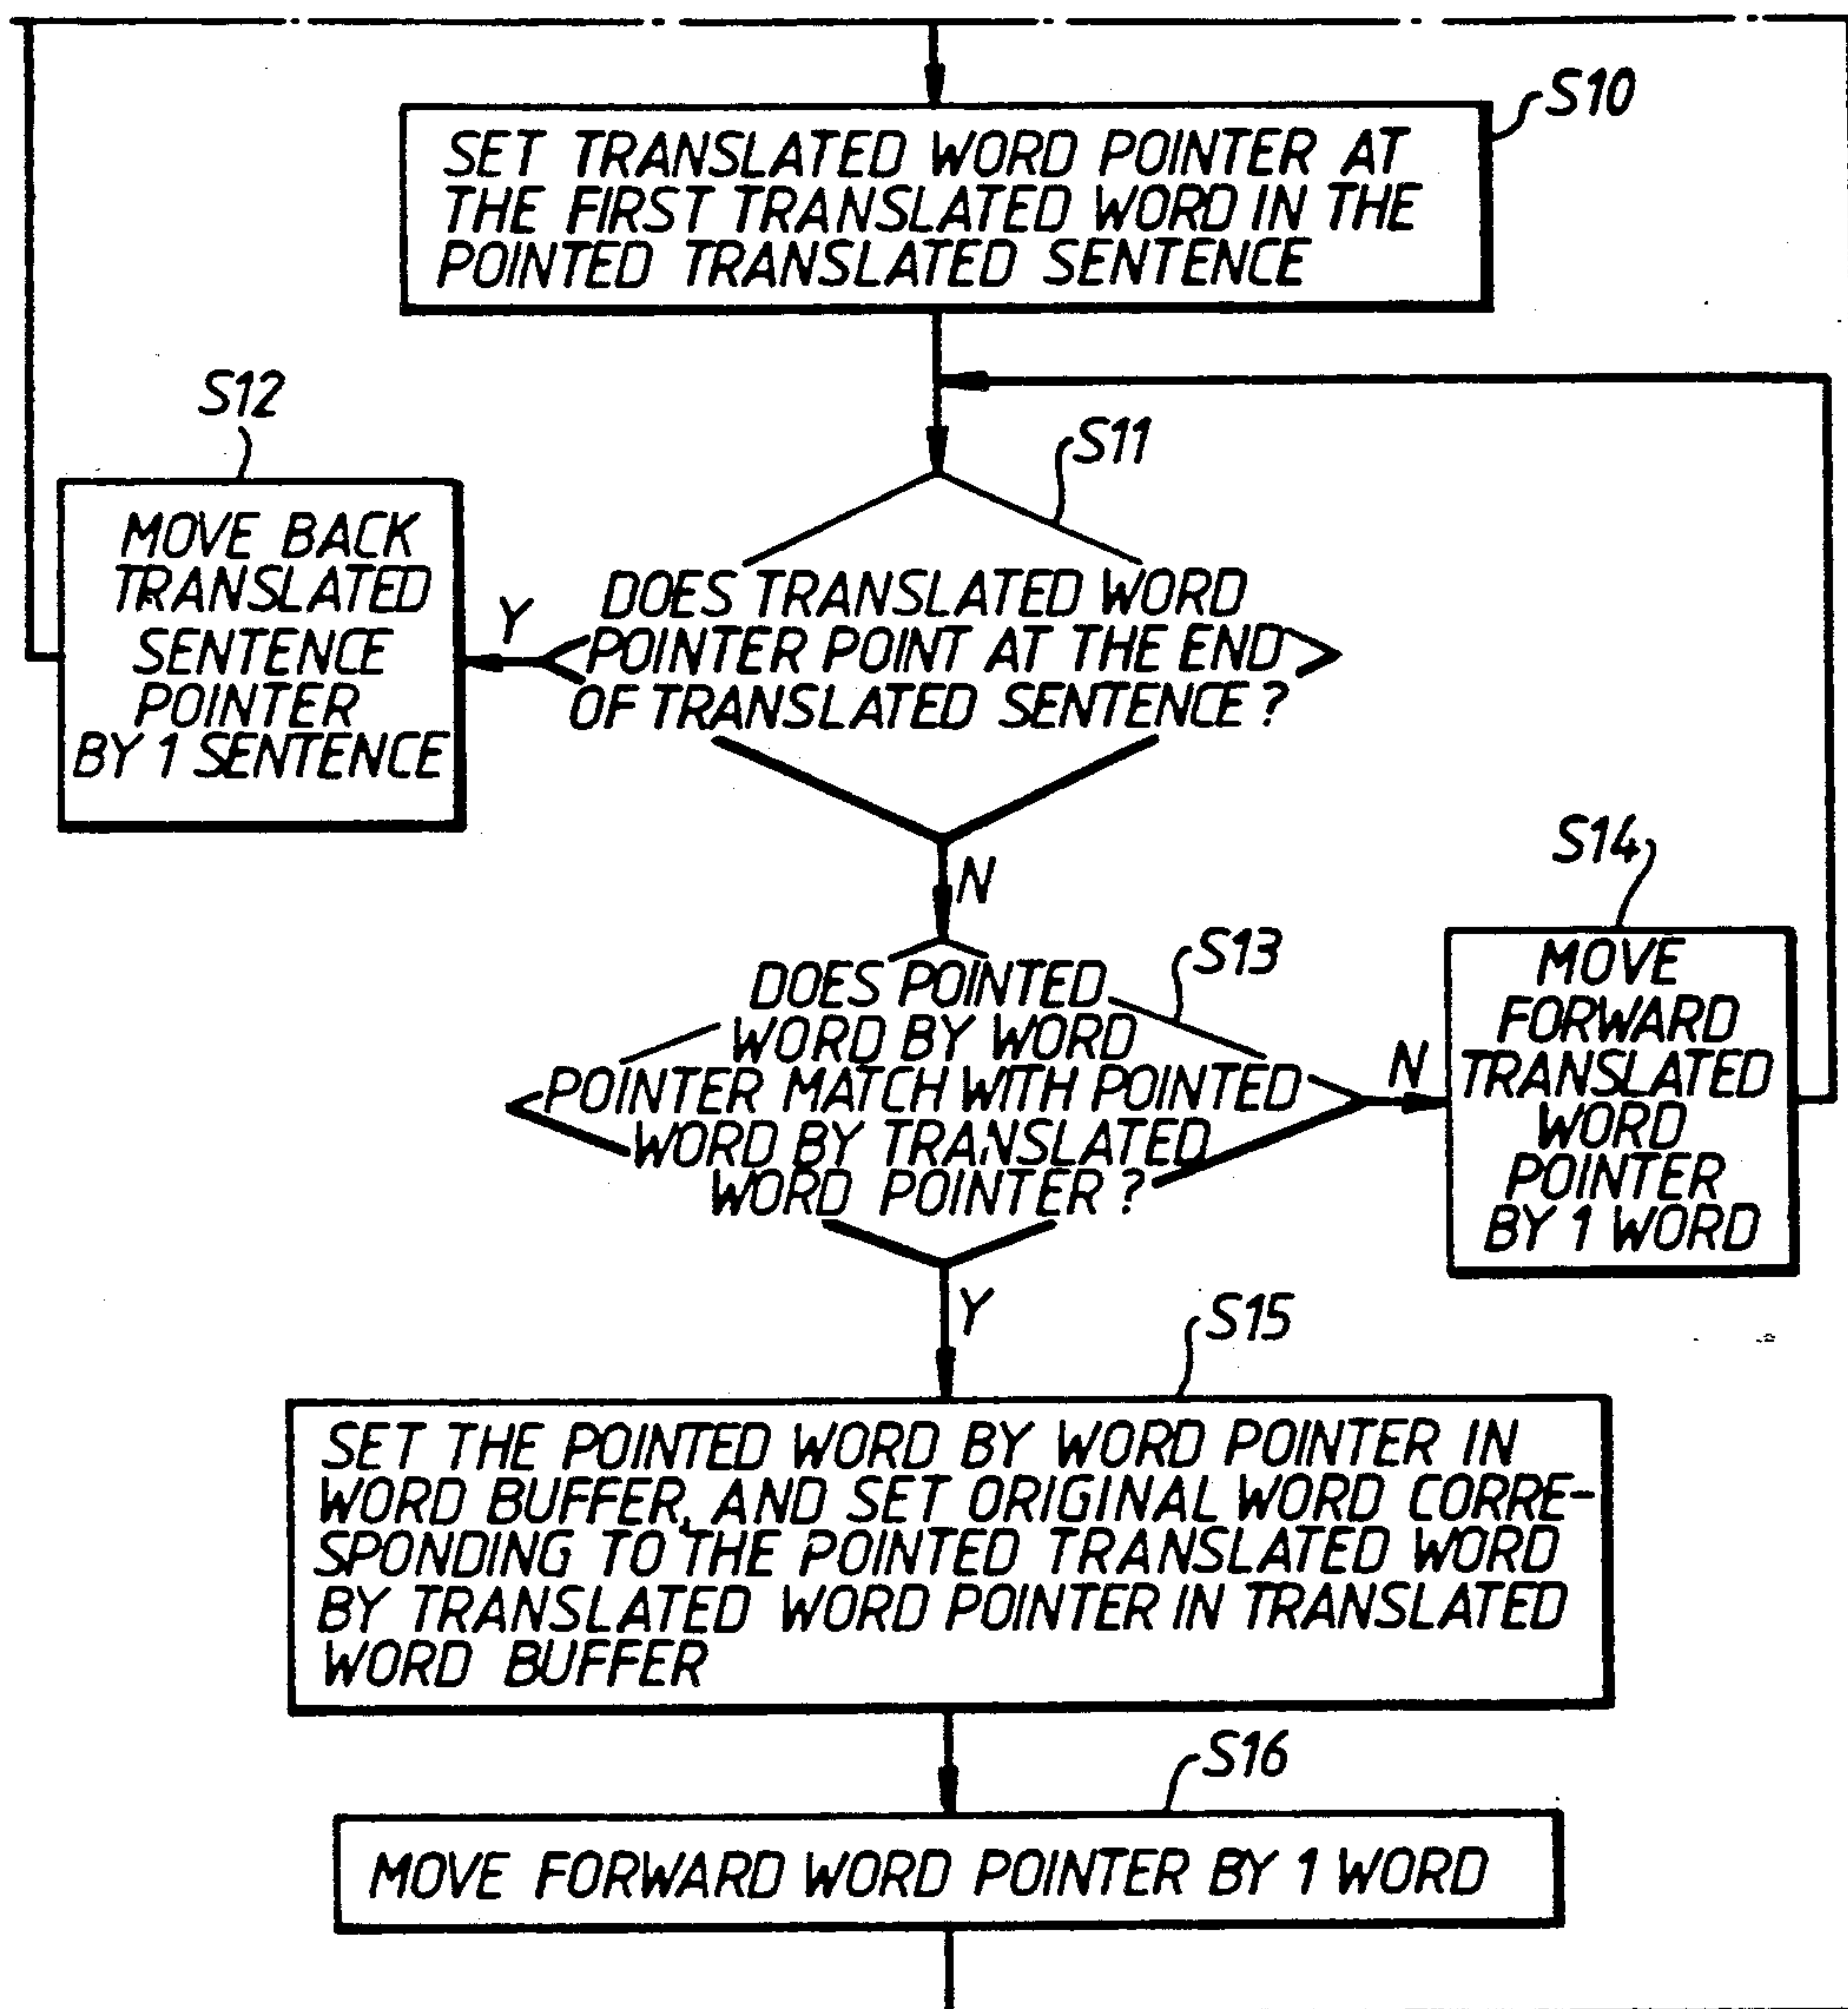 S10
SET TRANSLATED WORD POINTER AT
THE FIRST TRANSLATED WORD IN THE
POINTED TRANSLATED SENTENCE
S12
S11
MOVE BACK
TRANSLATED
SENTENCE
POINTER
BY 1 SENTENCE
Y
DOES TRANSLATED WORD
POINTER POINT AT THE END
OF TRANSLATED SENTENCE ?
N
S14
S13
DOES POINTED
WORD BY WORD
POINTER MATCH WITH POINTED
WORD BY TRANSLATED
WORD POINTER ?
N
MOVE
FORWARD
TRANSLATED
WORD
POINTER
BY 1 WORD
Y
S15
SET THE POINTED WORD BY WORD POINTER IN
WORD BUFFER, AND SET ORIGINAL WORD CORRE-
SPONDING TO THE POINTED TRANSLATED WORD
BY TRANSLATED WORD POINTER IN TRANSLATED
WORD BUFFER
S16
MOVE FORWARD WORD POINTER BY 1 WORD